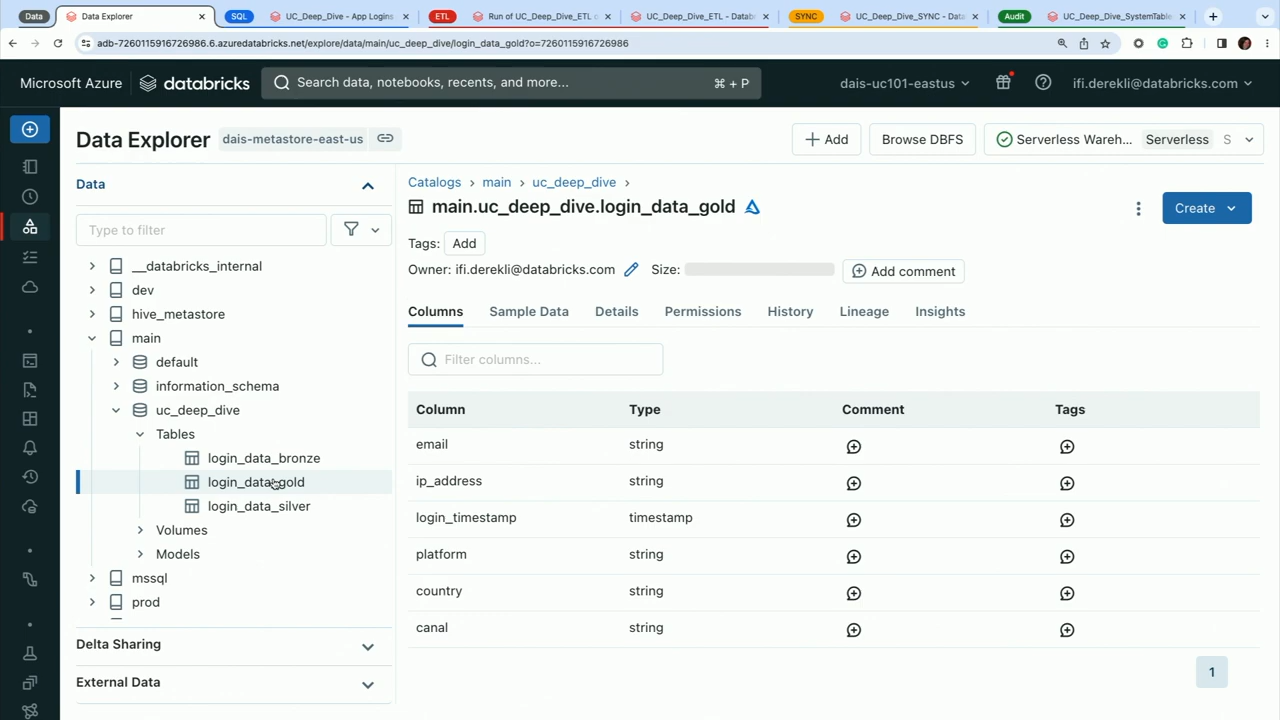 Data
Data Explorer
SQL
UC_Deep_Dive - App Logins
ETL
Run of UC_Deep_Dive_ETL
UC_Deep_Dive_ETL - Datab
SYNC
UC_Deep_Dive_SYNC - Data
Audit
UC_Deep_Dive_SystemTable
adb-7260115916726986.6.azuredatabricks.net/explore/data/main/uc_deep_dive/login_data_gold?o=7260115916726986
Microsoft Azure
databricks
Search data, notebooks, recents, and more...
⌘ + P
dais-uc101-eastus
ifi.derekli@databricks.com
Data Explorer
dais-metastore-east-us
Add
Browse DBFS
Serverless Wareh...
Serverless
S
Data
Type to filter
__databricks_internal
dev
hive_metastore
main
default
information_schema
uc_deep_dive
Tables
login_data_bronze
login_data_gold
login_data_silver
Volumes
Models
mssql
prod
Delta Sharing
External Data
Catalogs > main > uc_deep_dive >
main.uc_deep_dive.login_data_gold
Create
Tags: Add
Owner: ifi.derekli@databricks.com
Size:
Add comment
Columns
Sample Data
Details
Permissions
History
Lineage
Insights
Filter columns...
Column Type Comment Tags
email string
ip_address string
login_timestamp timestamp
platform string
country string
canal string
1